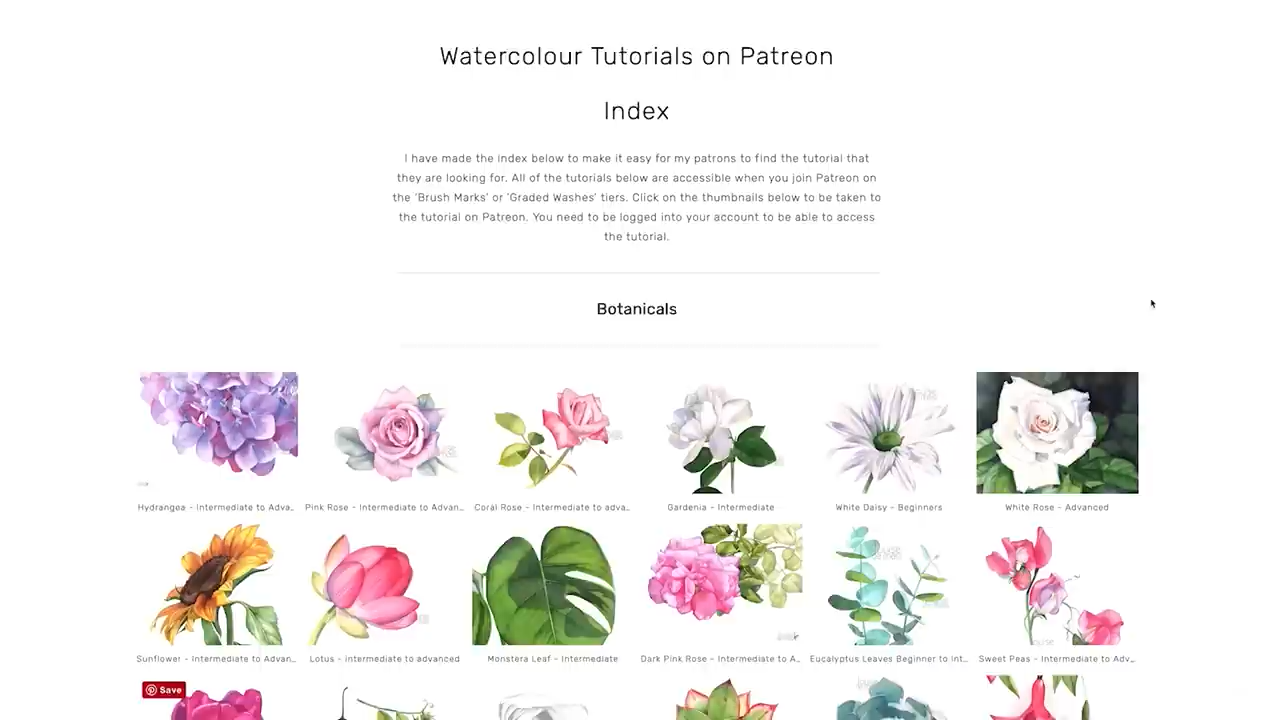 Watercolour Tutorials on Patreon
Index
I have made the index below to make it easy for my patrons to find the tutorial that
they are looking for. All of the tutorials below are accessible when you join Patreon on
the 'Brush Marks' or 'Graded Washes' tiers. Click on the thumbnails below to be taken to
the tutorial on Patreon. You need to be logged into your account to be able to access
the tutorial.
Botanicals
Hydrangea - Intermediate to Adva...
Pink Rose - Intermediate to Advan...
Coral Rose - Intermediate to adva...
Gardenia - Intermediate
White Daisy - Beginners
White Rose - Advanced
Sunflower - Intermediate to Advan...
Lotus - intermediate to advanced
Monstera Leaf - Intermediate
Dark Pink Rose - Intermediate to A...
Eucalyptus Leaves Beginner to Int...
Sweet Peas - Intermediate to Adv...
Save